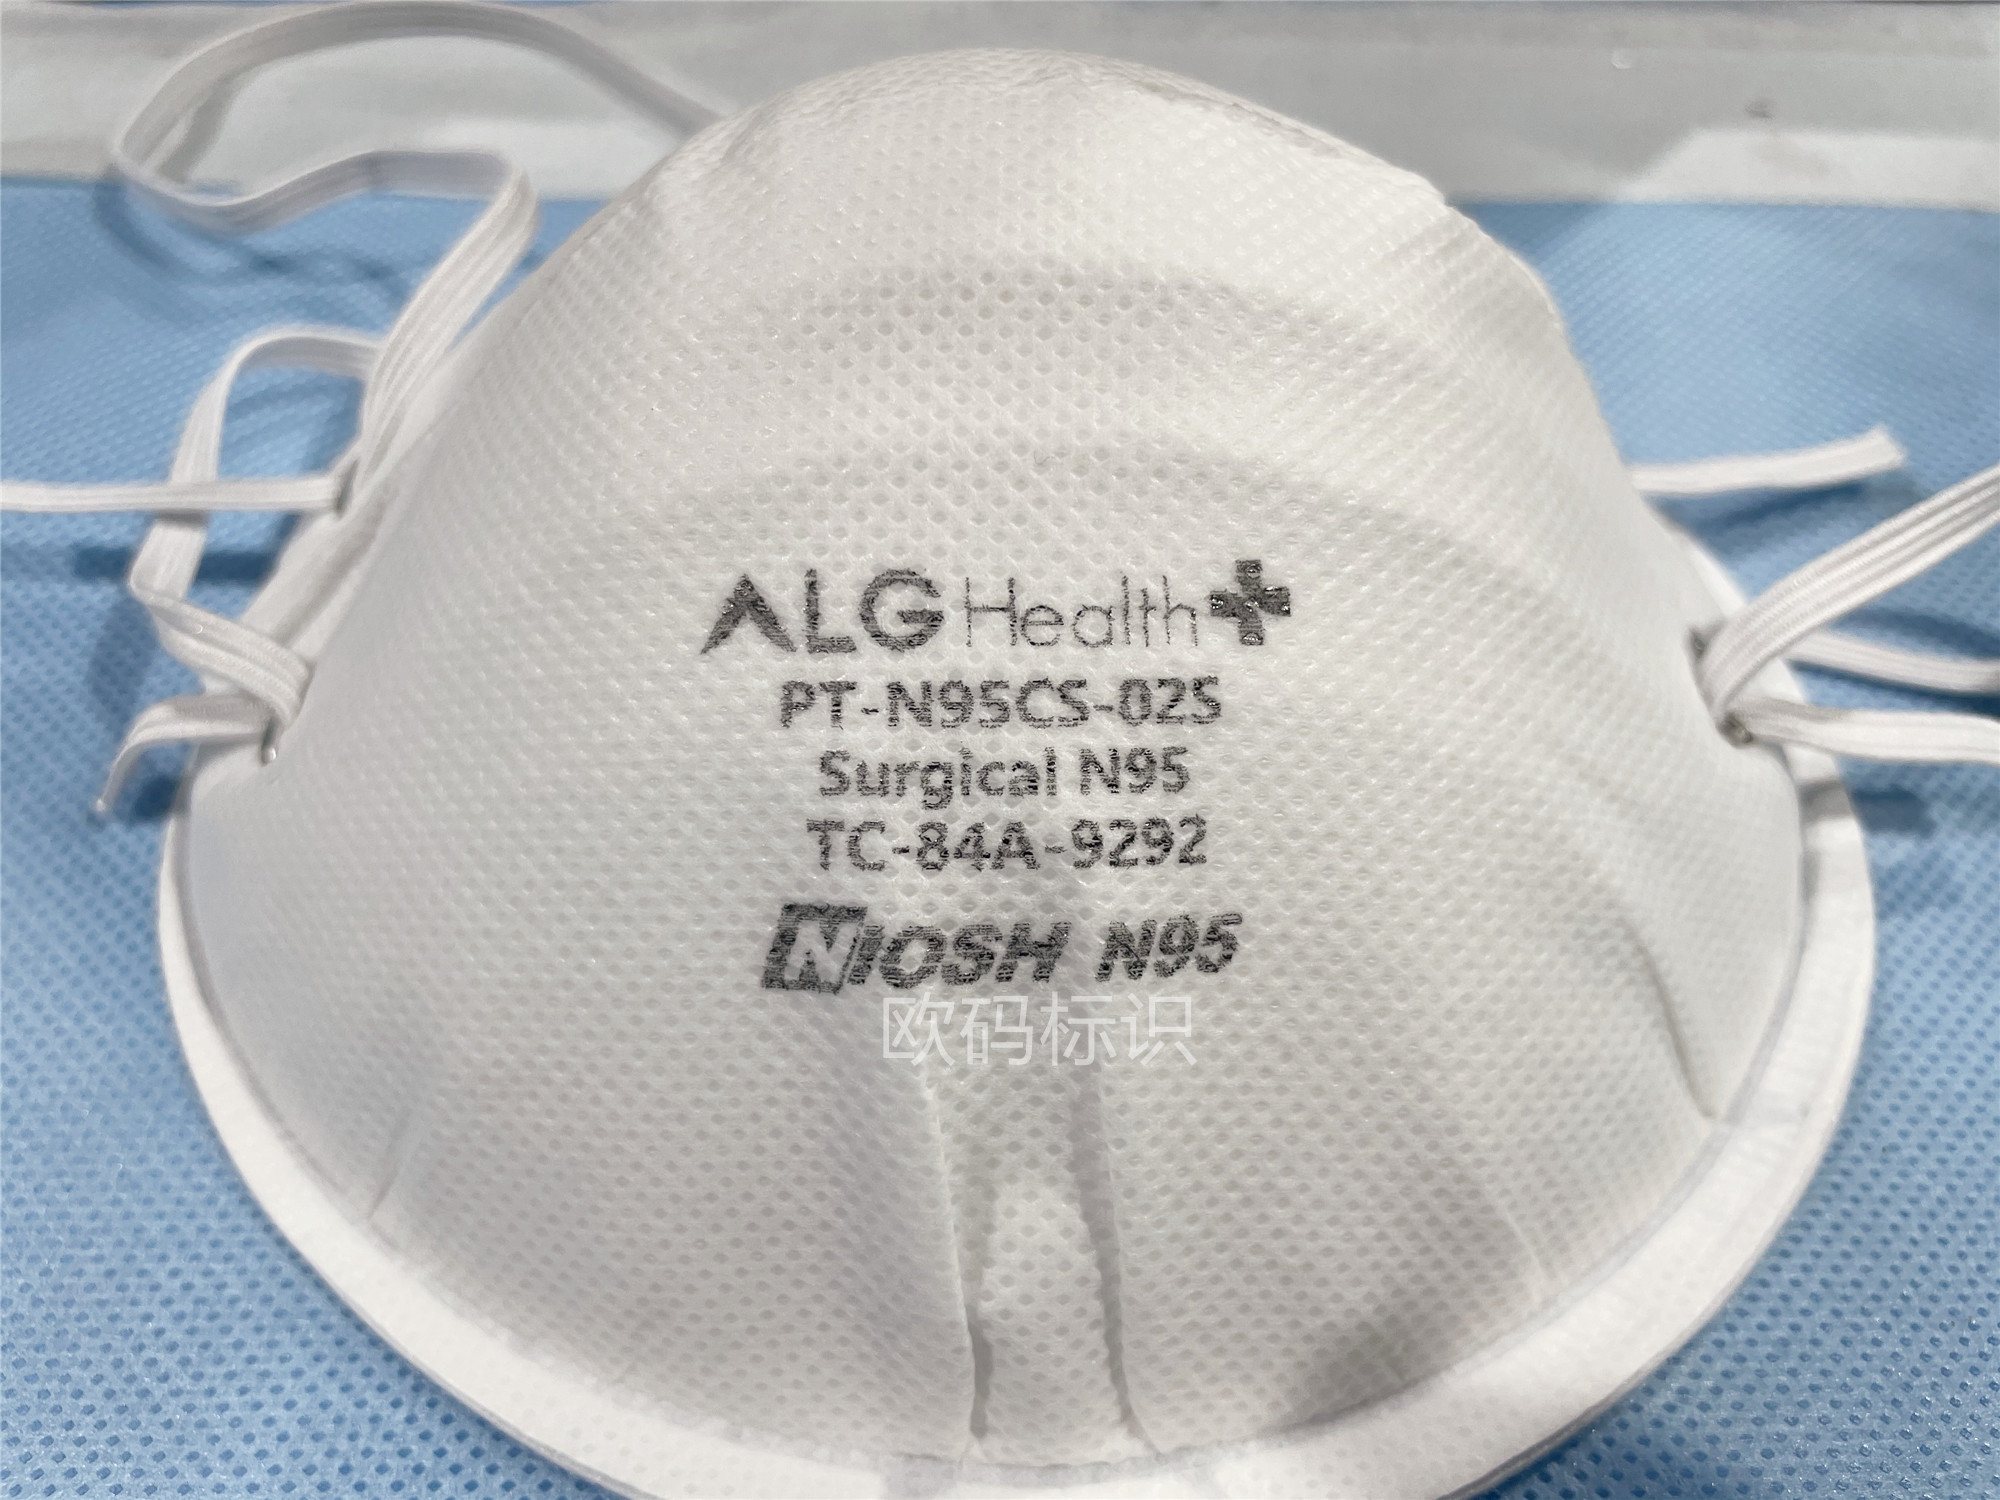 ALG Health
PT-N95CS-02S
Surgical N95
TC-84A-9292
NIOSH N95
欧码标识